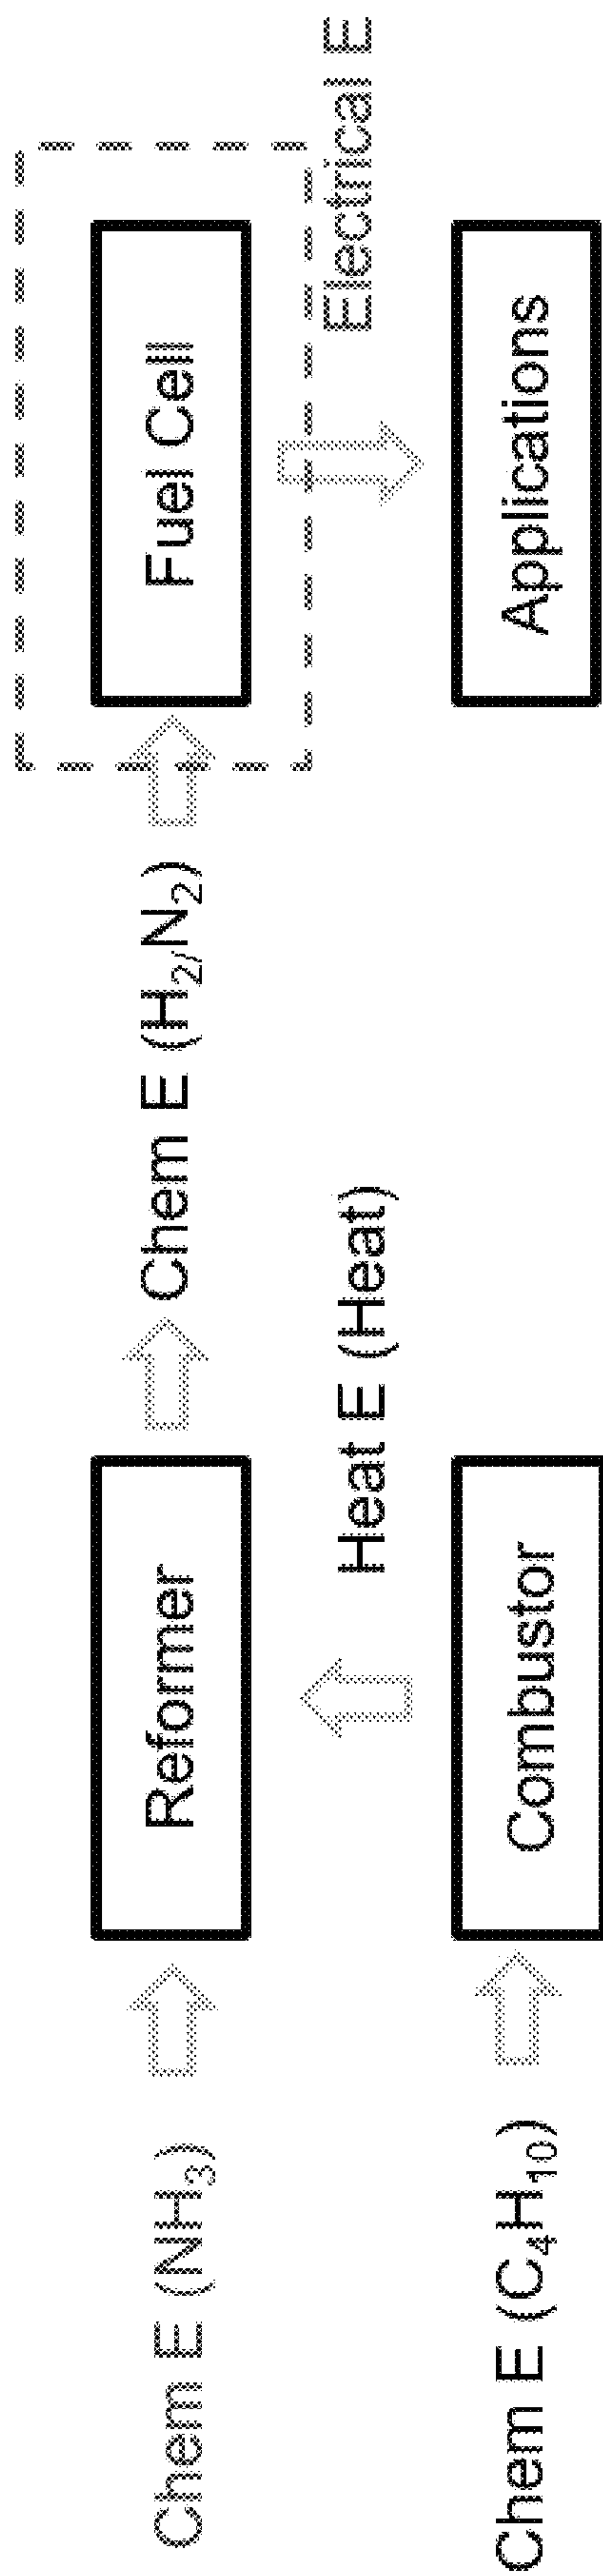 Chem E (NH₃)
Reformer
Chem E (H₂,N₂)
Fuel Cell
Heat E (Heat)
Electrical E
Chem E (C₄H₁₀)
Combustor
Applications